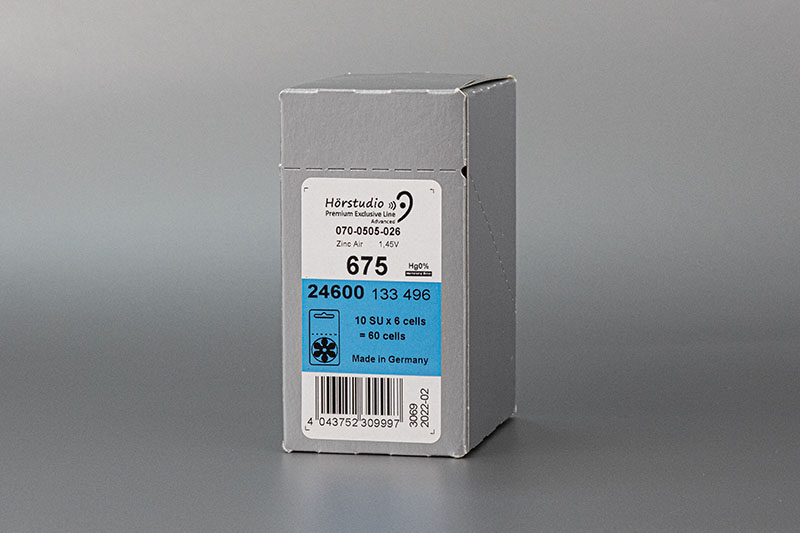 Hörstudio
Premium Exclusive Line
Advanced
070-0505-026
Zinc Air 1,45V
675 Hg0%
24600 133 496
10 SU x 6 cells
= 60 cells
Made in Germany
4 043752 309997
3069
2022-02